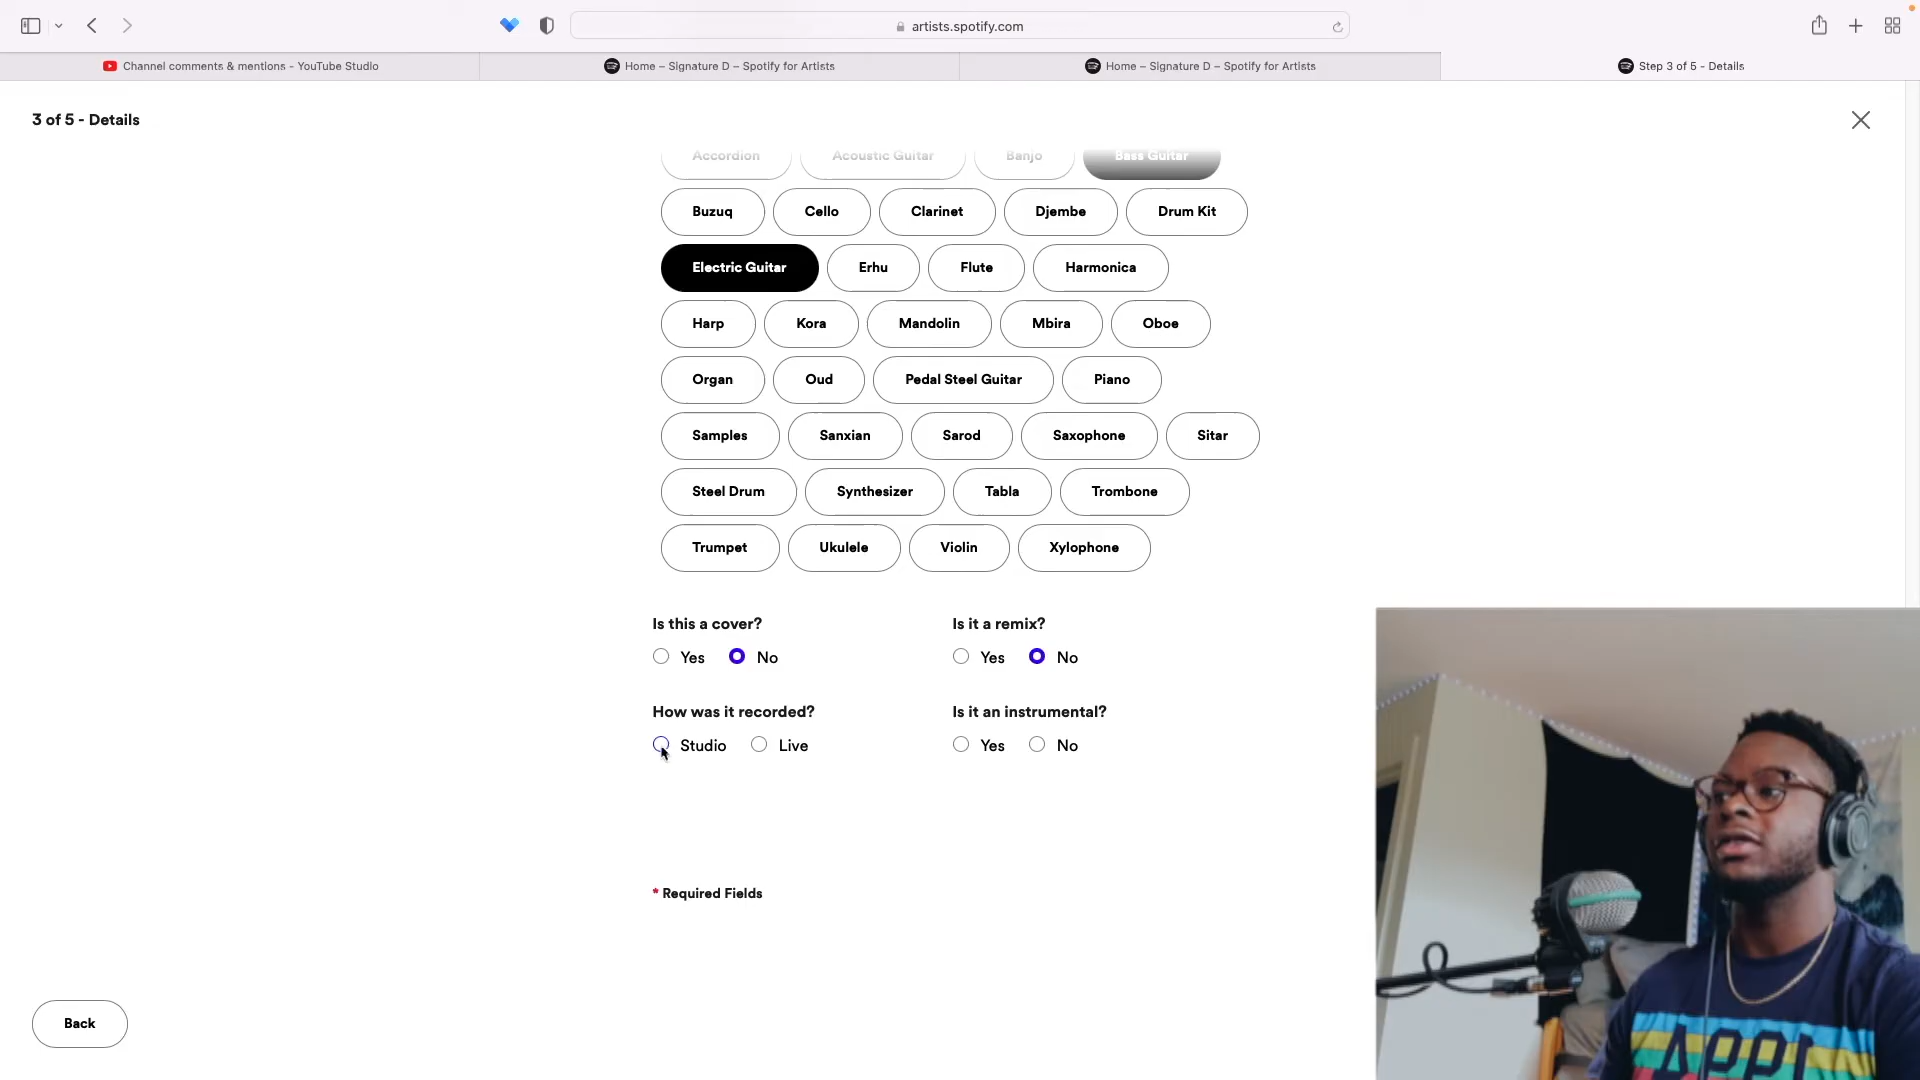 artists.spotify.com
Channel comments & mentions - YouTube Studio
Home – Signature D – Spotify for Artists
Home – Signature D – Spotify for Artists
Step 3 of 5 - Details
3 of 5 - Details
Accordion Acoustic Guitar Banjo Bass Guitar
Buzuq Cello Clarinet Djembe Drum Kit
Electric Guitar Erhu Flute Harmonica
Harp Kora Mandolin Mbira Oboe
Organ Oud Pedal Steel Guitar Piano
Samples Sanxian Sarod Saxophone Sitar
Steel Drum Synthesizer Tabla Trombone
Trumpet Ukulele Violin Xylophone
Is this a cover? Is it a remix?
Yes No Yes No
How was it recorded? Is it an instrumental?
Studio Live Yes No
* Required Fields
Back